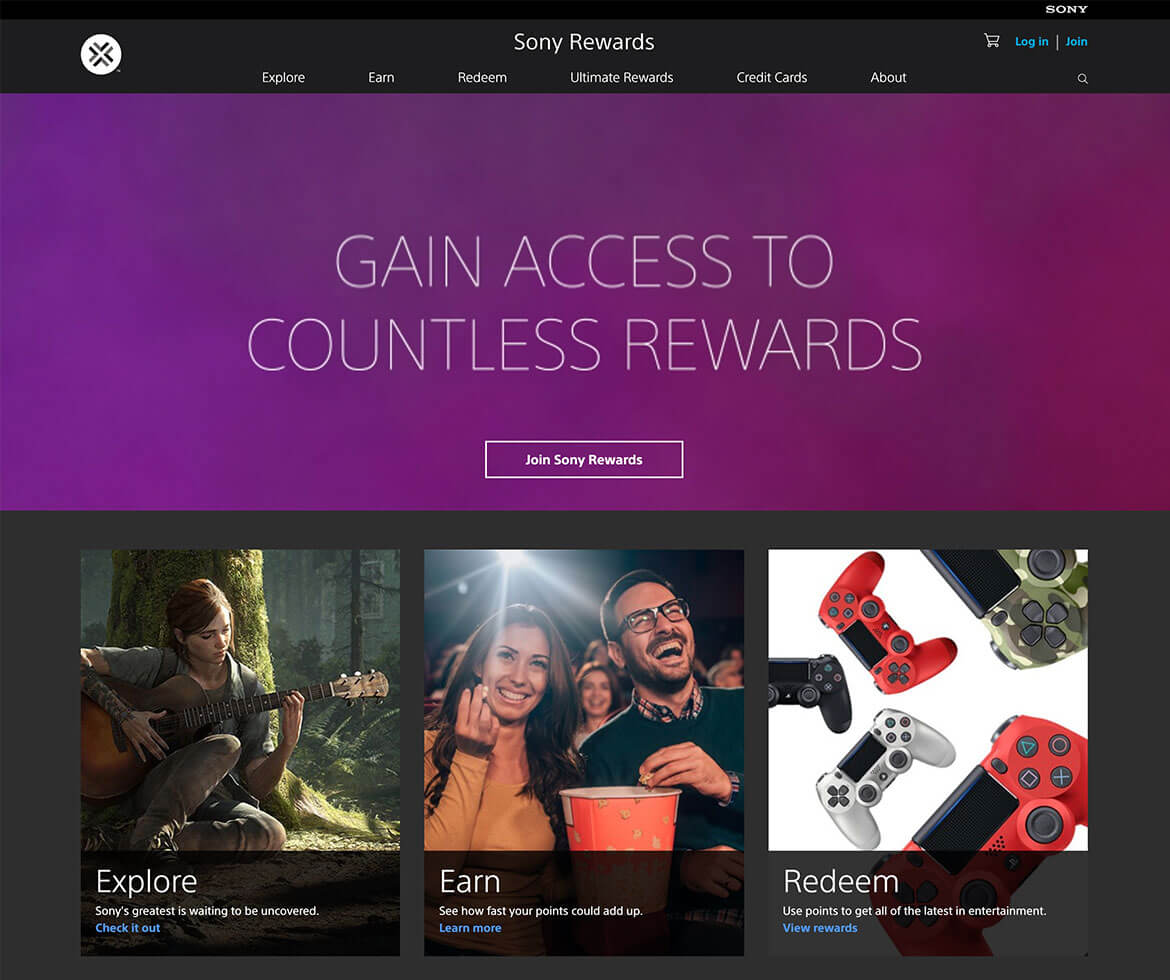 SONY
Sony Rewards
Log in | Join
Explore Earn Redeem Ultimate Rewards Credit Cards About
GAIN ACCESS TO
COUNTLESS REWARDS
Join Sony Rewards
Explore
Sony's greatest is waiting to be uncovered.
Check it out
Earn
See how fast your points could add up.
Learn more
Redeem
Use points to get all of the latest in entertainment.
View rewards